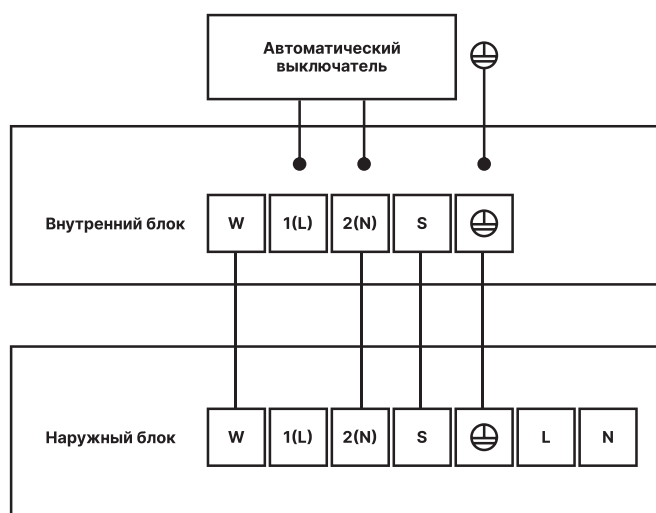 Автоматический
выключатель
Внутренний блок
W 1(L) 2(N) S
Наружный блок
W 1(L) 2(N) S L N